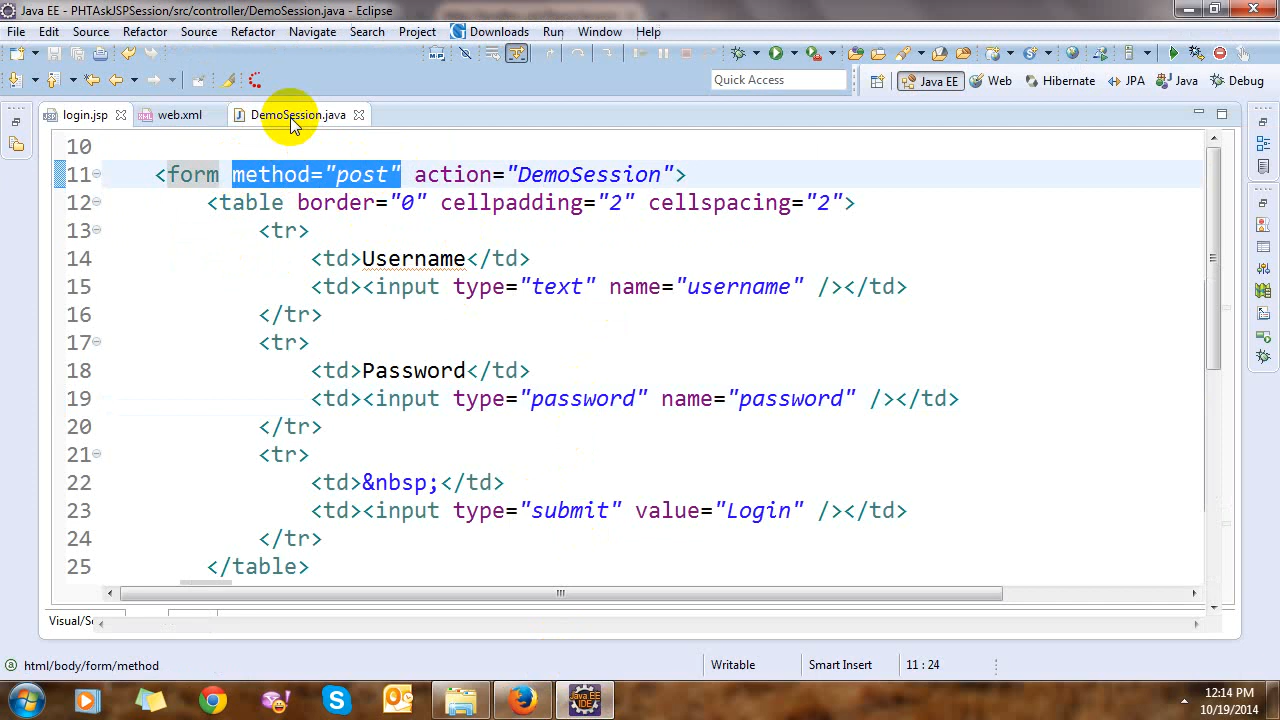 Java EE - PHTAskJSPSession/src/controller/DemoSession.java - Eclipse
File Edit Source Refactor Source Refactor Navigate Search Project Downloads Run Window Help
Quick Access
Java EE Web Hibernate JPA Java Debug
login.jsp web.xml DemoSession.java
10
11 <form method="post" action="DemoSession">
12 <table border="0" cellpadding="2" cellspacing="2">
13 <tr>
14 <td>Username</td>
15 <td><input type="text" name="username" /></td>
16 </tr>
17 <tr>
18 <td>Password</td>
19 <td><input type="password" name="password" /></td>
20 </tr>
21 <tr>
22 <td>&nbsp;</td>
23 <td><input type="submit" value="Login" /></td>
24 </tr>
25 </table>
Visual/So
html/body/form/method Writable Smart Insert 11 : 24
Java EE
IDE
12:14 PM
10/19/2014